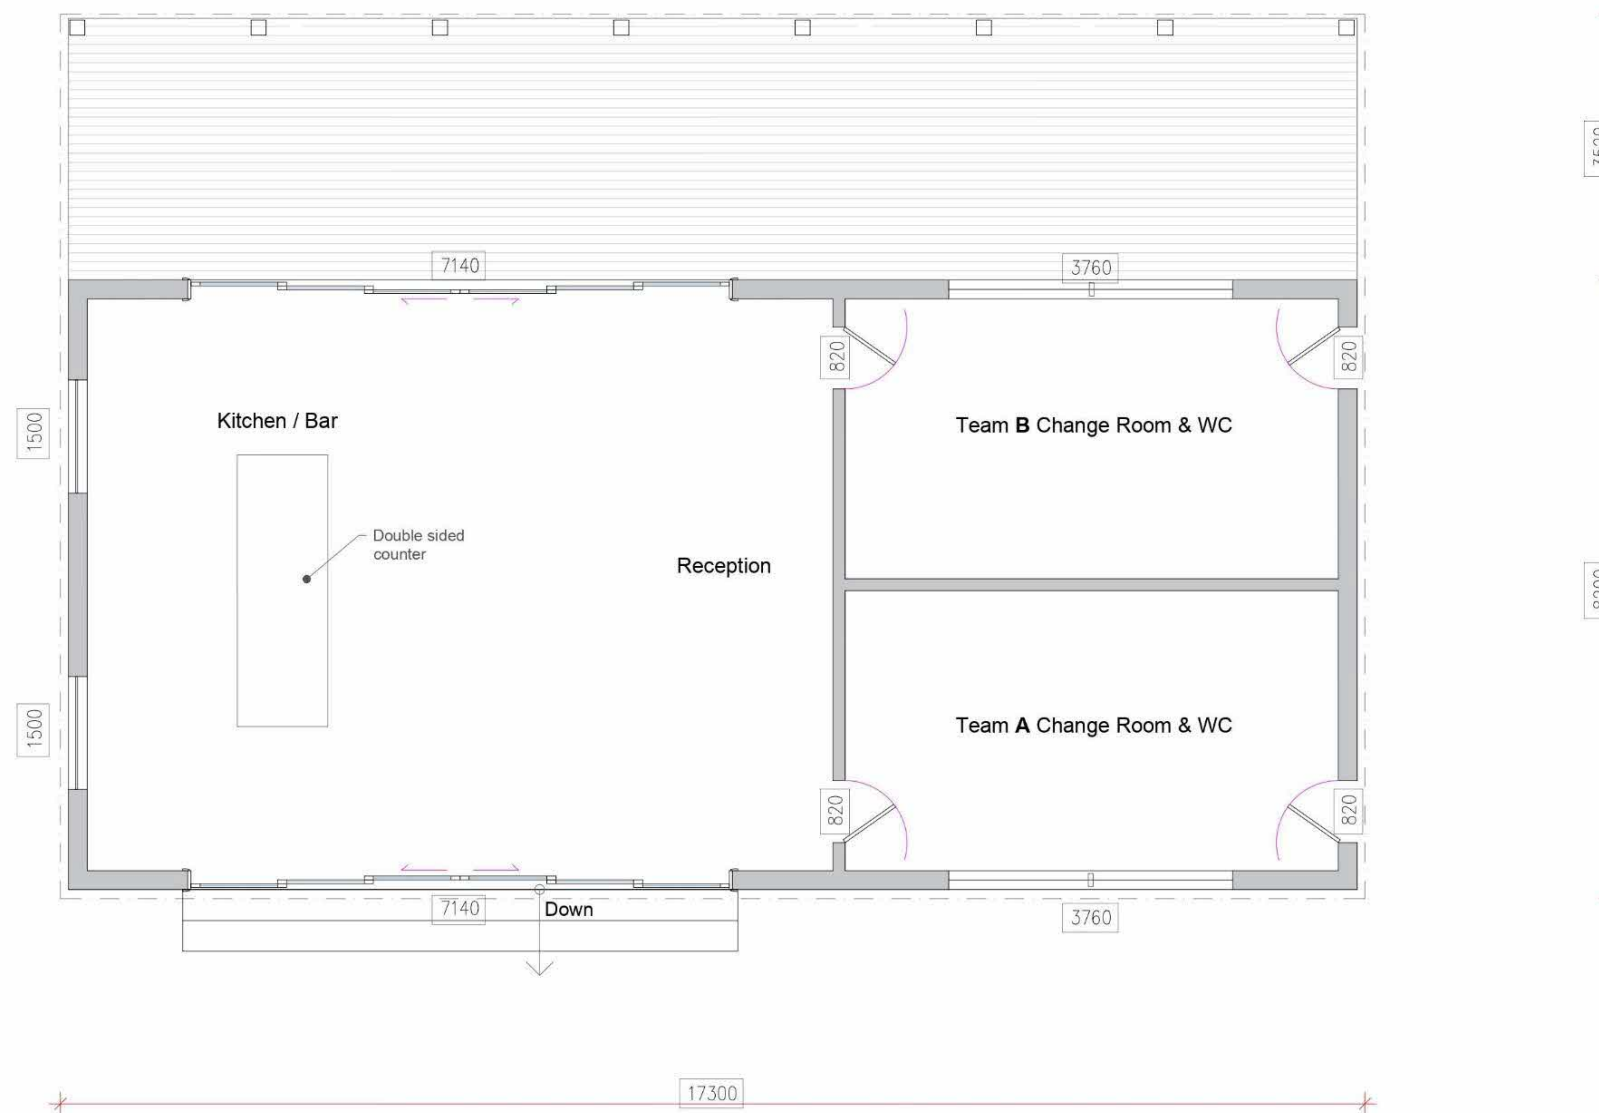 7140
3760
820
820
1500
Kitchen / Bar
Team B Change Room & WC
Double sided
counter
Reception
1500
Team A Change Room & WC
820
820
7140
Down
3760
17300